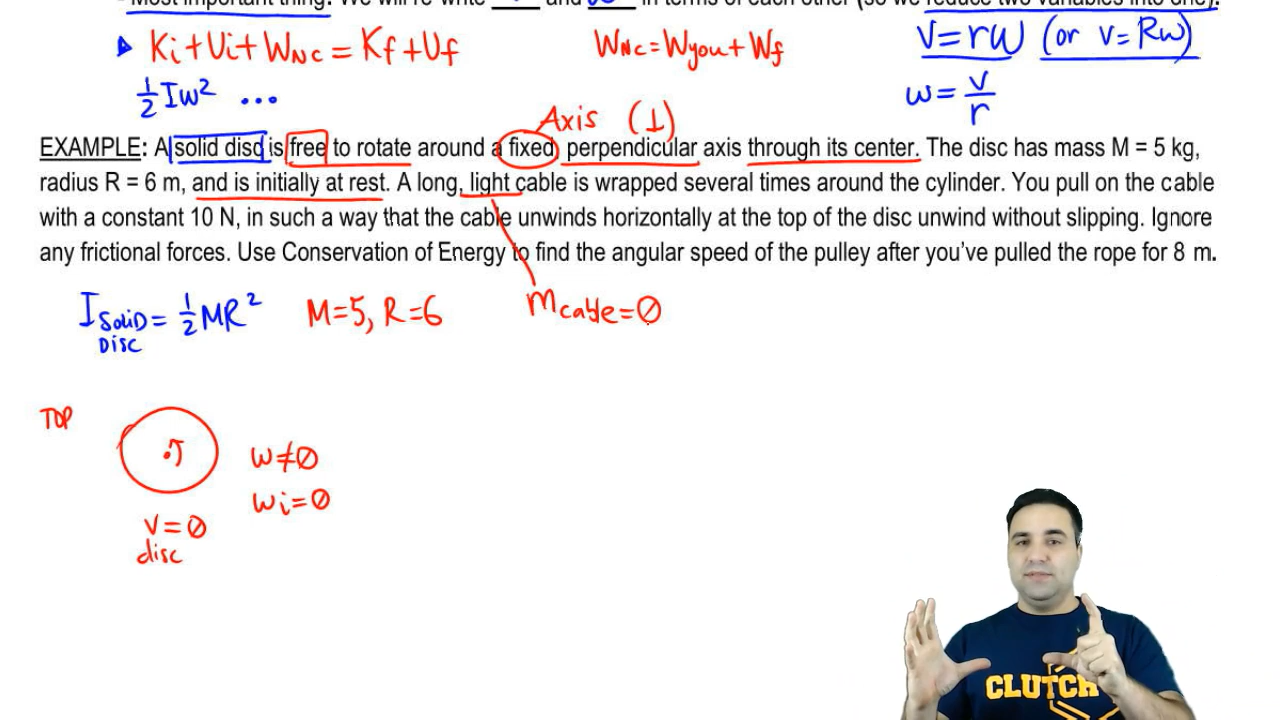 Most important thing: We will re-write and ω in terms of each other (so we reduce two variables into one).
Ki+Ui+WNC=Kf+Uf WNC=Wyou+Wf V=rω (or v=Rω)
½Iω² ... ω=v/r
Axis (⊥)
EXAMPLE: A solid disc is free to rotate around a fixed perpendicular axis through its center. The disc has mass M = 5 kg,
radius R = 6 m, and is initially at rest. A long, light cable is wrapped several times around the cylinder. You pull on the cable
with a constant 10 N, in such a way that the cable unwinds horizontally at the top of the disc unwind without slipping. Ignore
any frictional forces. Use Conservation of Energy to find the angular speed of the pulley after you've pulled the rope for 8 m.
I SOLID DISC = ½MR² M=5, R=6 mcable=0
TOP
ω≠0
ωi=0
V=0
disc
CLUTCH